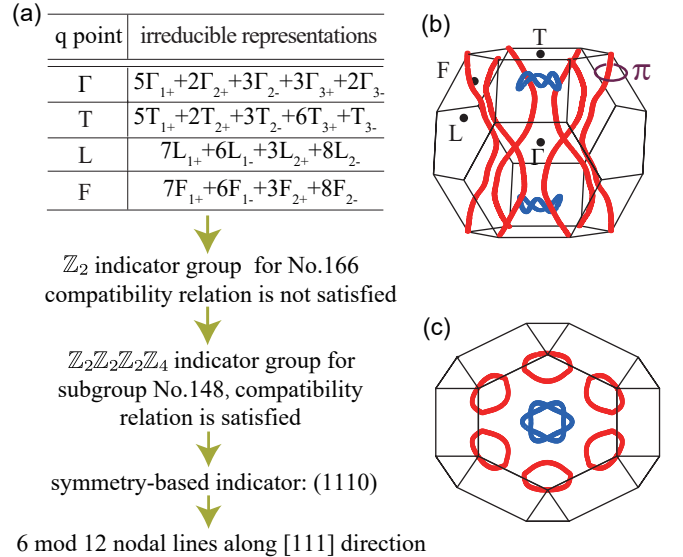 (a)
q point irreducible representations
Γ 5Γ₁₊+2Γ₂₊+3Γ₂₋+3Γ₃₊+2Γ₃₋
T 5T₁₊+2T₂₊+3T₂₋+6T₃₊+T₃₋
L 7L₁₊+6L₁₋+3L₂₊+8L₂₋
F 7F₁₊+6F₁₋+3F₂₊+8F₂₋
ℤ₂ indicator group for No.166
compatibility relation is not satisfied
ℤ₂ℤ₂ℤ₂ℤ₄ indicator group for
subgroup No.148, compatibility
relation is satisfied
symmetry-based indicator: (1110)
6 mod 12 nodal lines along [111] direction
(b)
T
F
π
L
Γ
(c)